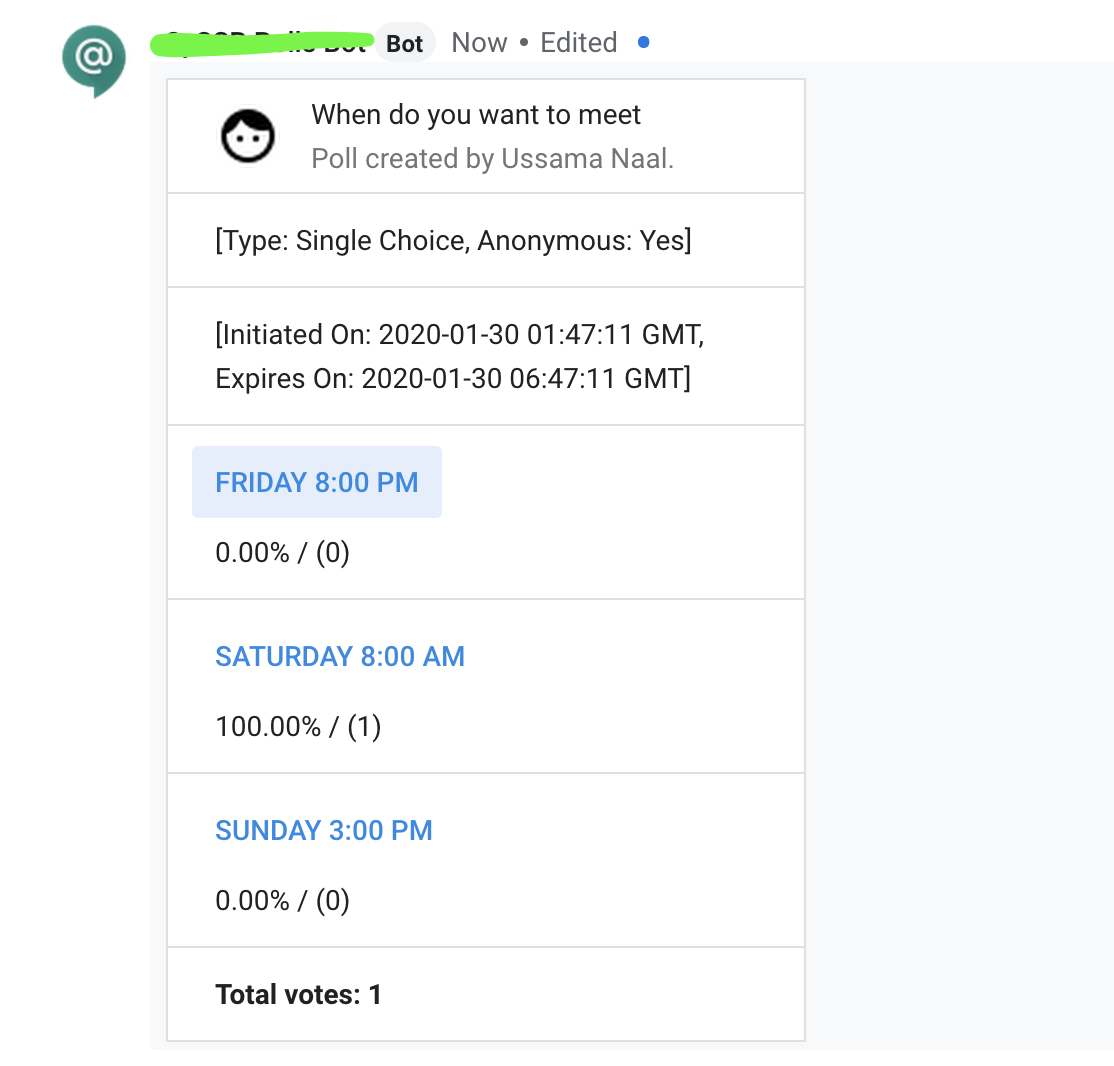 Bot Now • Edited
When do you want to meet
Poll created by Ussama Naal.
[Type: Single Choice, Anonymous: Yes]
[Initiated On: 2020-01-30 01:47:11 GMT,
Expires On: 2020-01-30 06:47:11 GMT]
FRIDAY 8:00 PM
0.00% / (0)
SATURDAY 8:00 AM
100.00% / (1)
SUNDAY 3:00 PM
0.00% / (0)
Total votes: 1